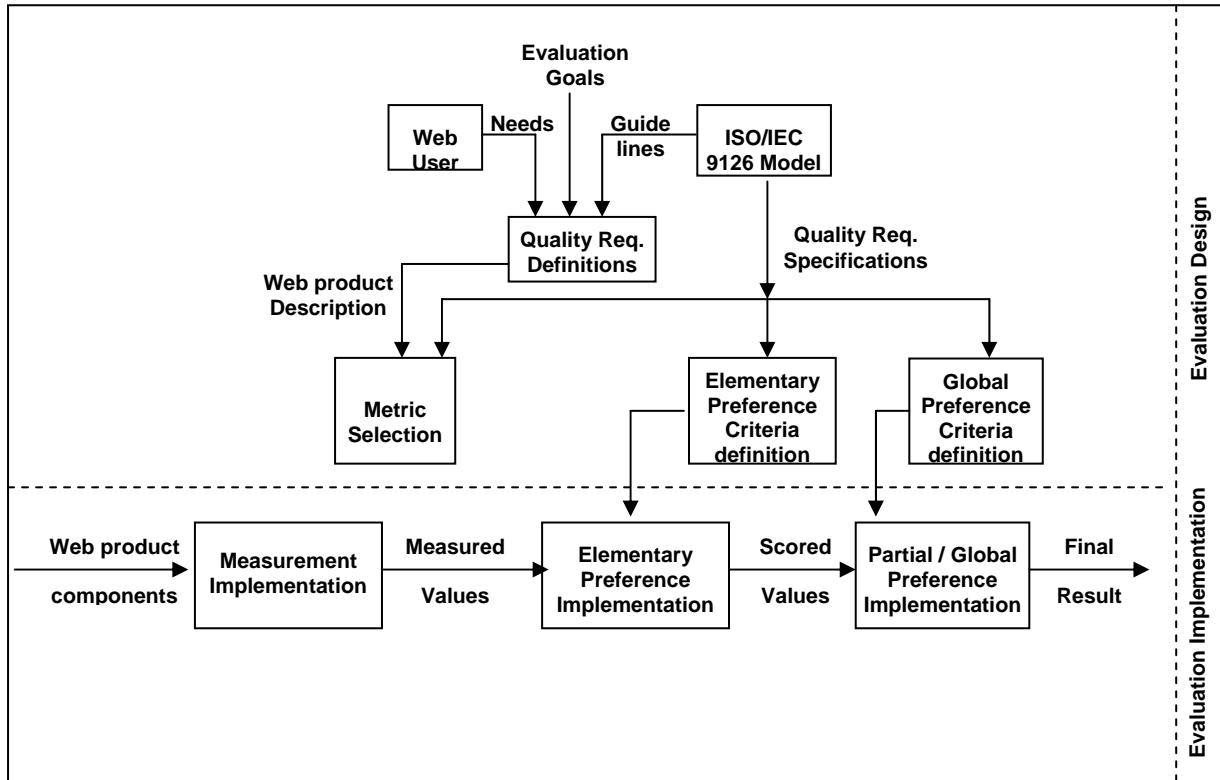 Evaluation
Goals
Web
User
Needs
Guide
lines
ISO/IEC
9126 Model
Quality Req.
Definitions
Quality Req.
Specifications
Web product
Description
Metric
Selection
Elementary
Preference
Criteria
definition
Global
Preference
Criteria
definition
Evaluation Design
Web product
components
Measurement
Implementation
Measured
Values
Elementary
Preference
Implementation
Scored
Values
Partial / Global
Preference
Implementation
Final
Result
Evaluation Implementation